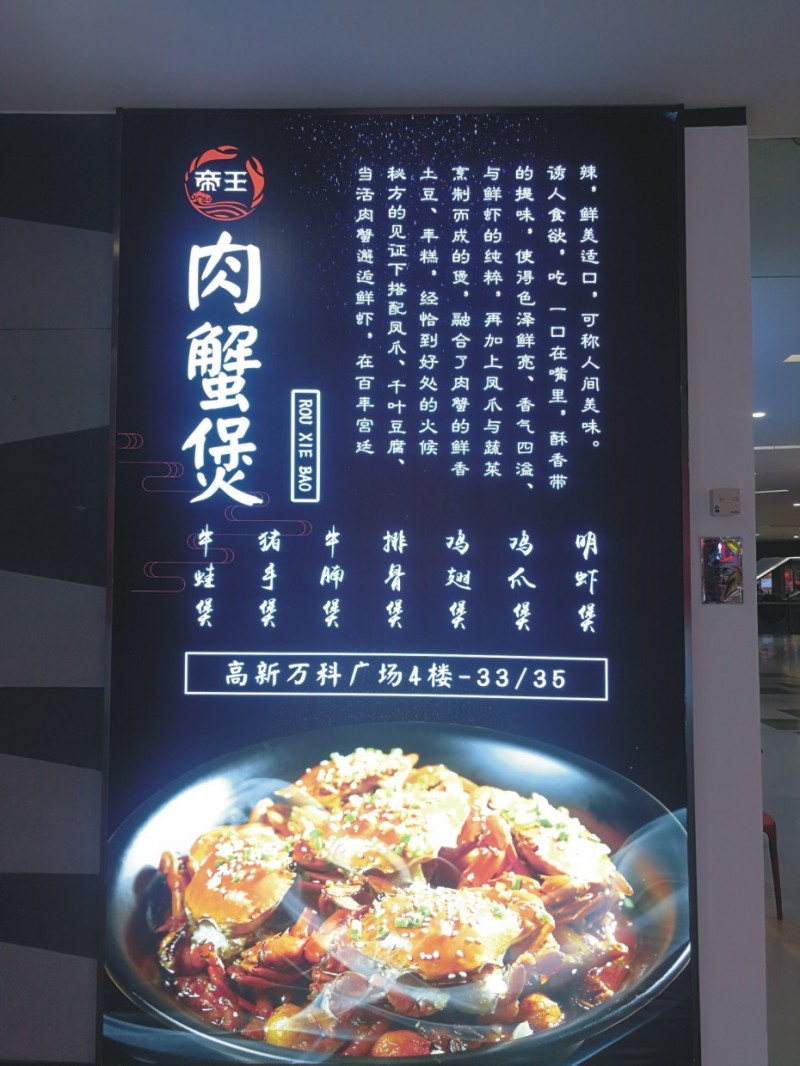 帝王
肉蟹煲
ROU XIE BAO
当活肉蟹邂逅鲜虾，在百年宫廷
秘方的见证下搭配凤爪、千叶豆腐、
土豆、年糕，经恰到好处的火候
烹制而成的煲，融合了肉蟹的鲜香
与鲜虾的纯粹，再加上凤爪与蔬菜
的提味，使得色泽鲜亮、香气四溢、
诱人食欲，吃一口在嘴里，酥香带
辣，鲜美适口，可称人间美味。
牛蛙煲
猪手煲
牛腩煲
排骨煲
鸡翅煲
鸡爪煲
明虾煲
高新万科广场4楼-33/35